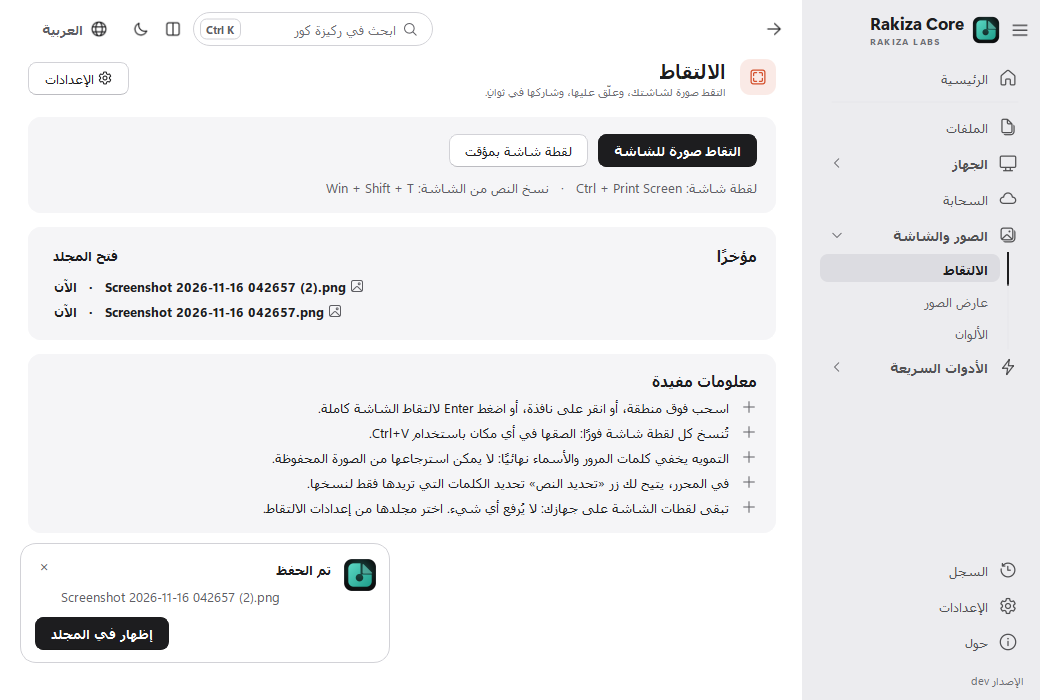 Rakiza Core
RAKIZA LABS
الرئيسية
الملفات
الجهاز
السحابة
الصور والشاشة
الالتقاط
عارض الصور
الألوان
الأدوات السريعة
السجل
الإعدادات
حول
الإصدار dev
ابحث في ركيزة كور
Ctrl K
العربية
الالتقاط
التقط صورة لشاشتك، وعلّق عليها، وشاركها في ثوانٍ.
الإعدادات
التقاط صورة للشاشة
لقطة شاشة بمؤقت
لقطة شاشة: Ctrl + Print Screen · نسخ النص من الشاشة: Win + Shift + T
مؤخرًا
فتح المجلد
Screenshot 2026-11-16 042657 (2).png · الآن
Screenshot 2026-11-16 042657.png · الآن
معلومات مفيدة
اسحب فوق منطقة، أو انقر على نافذة، أو اضغط Enter لالتقاط الشاشة كاملة.
تُنسخ كل لقطة شاشة فورًا: الصقها في أي مكان باستخدام Ctrl+V.
التمويه يخفي كلمات المرور والأسماء نهائيًا: لا يمكن استرجاعها من الصورة المحفوظة.
في المحرر، يتيح لك زر «تحديد النص» تحديد الكلمات التي تريدها فقط لنسخها.
تبقى لقطات الشاشة على جهازك: لا يُرفع أي شيء. اختر مجلدها من إعدادات الالتقاط.
تم الحفظ
Screenshot 2026-11-16 042657 (2).png
إظهار في المجلد